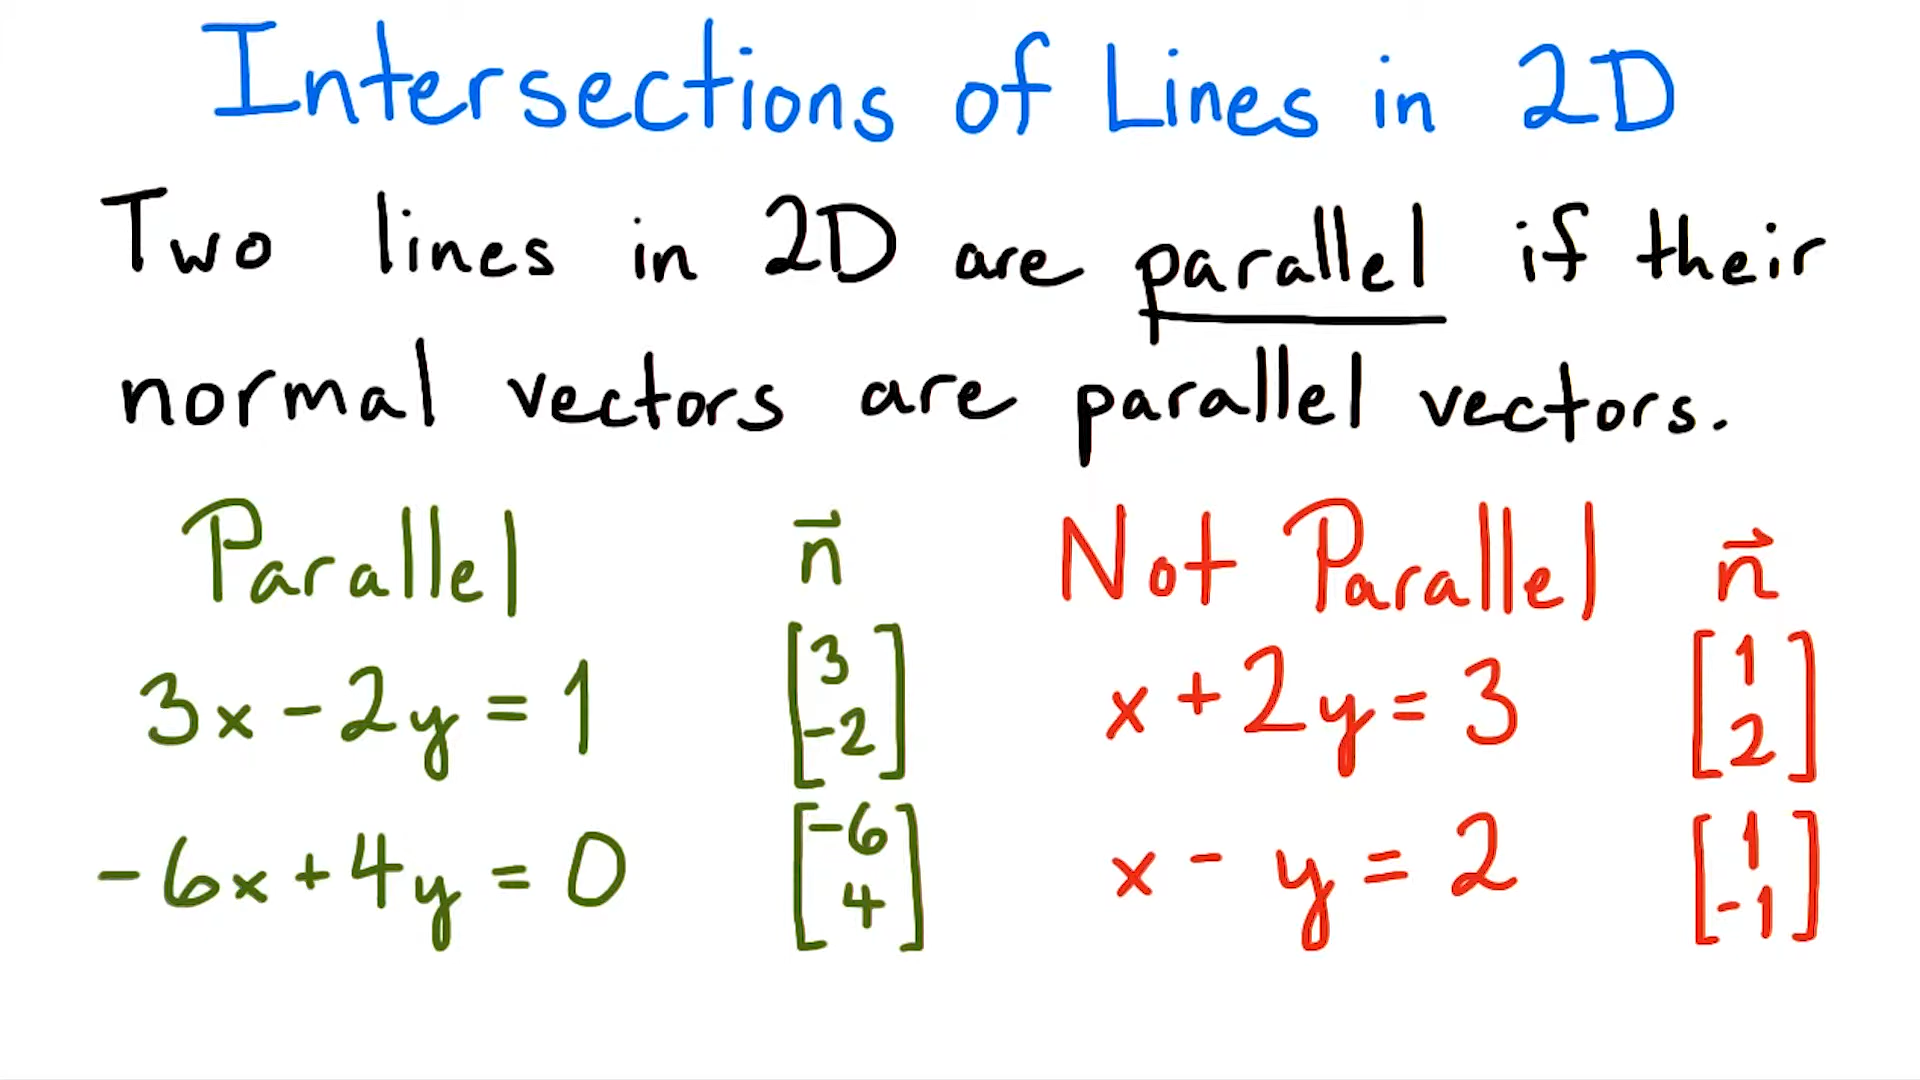 Intersections of Lines in 2D
Two lines in 2D are parallel if their
normal vectors are parallel vectors.
Parallel n⃗ Not Parallel n⃗
3x - 2y = 1 [3 -2] x + 2y = 3 [1 2]
-6x + 4y = 0 [-6 4] x - y = 2 [1 -1]